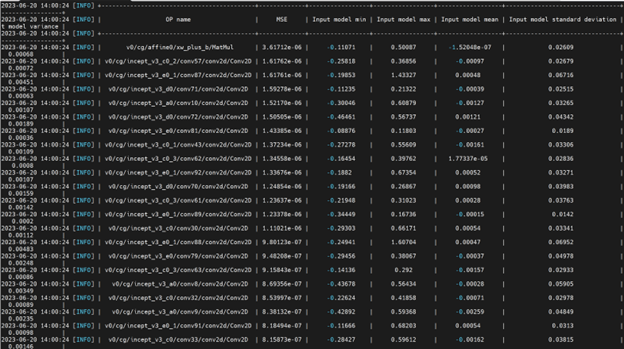 2023-06-20 14:00:24 [INFO] +------------------
------------------+
2023-06-20 14:00:24 [INFO] | OP name | MSE | Input model min | Input model max | Input model mean | Input model standard deviation | Inpu
t model variance |
2023-06-20 14:00:24 [INFO] +------------------
2023-06-20 14:00:24 [INFO] | v0/cg/affine0/xw_plus_b/MatMul | 3.61712e-06 | -0.11071 | 0.50087 | -1.52048e-07 | 0.02609 |
0.00068 |
2023-06-20 14:00:24 [INFO] | v0/cg/incept_v3_c0_2/conv57/conv2d/Conv2D | 1.61762e-06 | -0.25818 | 0.36856 | -0.00097 | 0.02679 |
0.00072 |
2023-06-20 14:00:24 [INFO] | v0/cg/incept_v3_e0_1/conv87/conv2d/Conv2D | 1.61761e-06 | -0.19853 | 1.43327 | 0.00048 | 0.06716 |
0.00451 |
2023-06-20 14:00:24 [INFO] | v0/cg/incept_v3_d0/conv71/conv2d/Conv2D | 1.59278e-06 | -0.11235 | 0.21322 | -0.00039 | 0.02515 |
0.00063 |
2023-06-20 14:00:24 [INFO] | v0/cg/incept_v3_a0/conv10/conv2d/Conv2D | 1.52170e-06 | -0.30046 | 0.60879 | -0.00127 | 0.03265 |
0.00107 |
2023-06-20 14:00:24 [INFO] | v0/cg/incept_v3_d0/conv72/conv2d/Conv2D | 1.50505e-06 | -0.46461 | 0.56737 | 0.00121 | 0.04342 |
0.00189 |
2023-06-20 14:00:24 [INFO] | v0/cg/incept_v3_e0/conv81/conv2d/Conv2D | 1.43385e-06 | -0.08876 | 0.11803 | -0.00027 | 0.0189 |
0.00036 |
2023-06-20 14:00:24 [INFO] | v0/cg/incept_v3_c0_1/conv43/conv2d/Conv2D | 1.37234e-06 | -0.27278 | 0.55609 | -0.00161 | 0.03306 |
0.00109 |
2023-06-20 14:00:24 [INFO] | v0/cg/incept_v3_c0_3/conv62/conv2d/Conv2D | 1.34558e-06 | -0.16454 | 0.39762 | 1.77337e-05 | 0.02836 |
0.0008 |
2023-06-20 14:00:24 [INFO] | v0/cg/incept_v3_e0_1/conv92/conv2d/Conv2D | 1.33676e-06 | -0.1882 | 0.67354 | 0.00052 | 0.03271 |
0.00107 |
2023-06-20 14:00:24 [INFO] | v0/cg/incept_v3_d0/conv70/conv2d/Conv2D | 1.24854e-06 | -0.19166 | 0.26867 | 0.00098 | 0.03983 |
0.00159 |
2023-06-20 14:00:24 [INFO] | v0/cg/incept_v3_c0_3/conv61/conv2d/Conv2D | 1.23637e-06 | -0.21948 | 0.31023 | 0.00028 | 0.03763 |
0.00142 |
2023-06-20 14:00:24 [INFO] | v0/cg/incept_v3_e0_1/conv89/conv2d/Conv2D | 1.23378e-06 | -0.34449 | 0.16736 | -0.00015 | 0.0142 |
0.0002 |
2023-06-20 14:00:24 [INFO] | v0/cg/incept_v3_c0/conv30/conv2d/Conv2D | 1.11021e-06 | -0.29303 | 0.66171 | 0.00054 | 0.03341 |
0.00112 |
2023-06-20 14:00:24 [INFO] | v0/cg/incept_v3_e0_1/conv88/conv2d/Conv2D | 9.80123e-07 | -0.24941 | 1.60704 | 0.00047 | 0.06952 |
0.00483 |
2023-06-20 14:00:24 [INFO] | v0/cg/incept_v3_e0/conv79/conv2d/Conv2D | 9.48208e-07 | -0.29456 | 0.38067 | -0.00037 | 0.04978 |
0.00248 |
2023-06-20 14:00:24 [INFO] | v0/cg/incept_v3_c0_3/conv63/conv2d/Conv2D | 9.15843e-07 | -0.14136 | 0.292 | -0.00157 | 0.02933 |
0.00086 |
2023-06-20 14:00:24 [INFO] | v0/cg/incept_v3_a0/conv8/conv2d/Conv2D | 8.69356e-07 | -0.43678 | 0.56434 | -0.00028 | 0.05905 |
0.00349 |
2023-06-20 14:00:24 [INFO] | v0/cg/incept_v3_c0/conv32/conv2d/Conv2D | 8.53997e-07 | -0.22624 | 0.41858 | -0.00071 | 0.02978 |
0.00089 |
2023-06-20 14:00:24 [INFO] | v0/cg/incept_v3_a0/conv6/conv2d/Conv2D | 8.38132e-07 | -0.42892 | 0.59368 | -0.00259 | 0.04849 |
0.00235 |
2023-06-20 14:00:24 [INFO] | v0/cg/incept_v3_e0_1/conv91/conv2d/Conv2D | 8.18494e-07 | -0.11666 | 0.68203 | 0.00054 | 0.0313 |
0.00098 |
2023-06-20 14:00:24 [INFO] | v0/cg/incept_v3_c0/conv33/conv2d/Conv2D | 8.15873e-07 | -0.28427 | 0.59612 | -0.00162 | 0.03815 |
0.00146 |